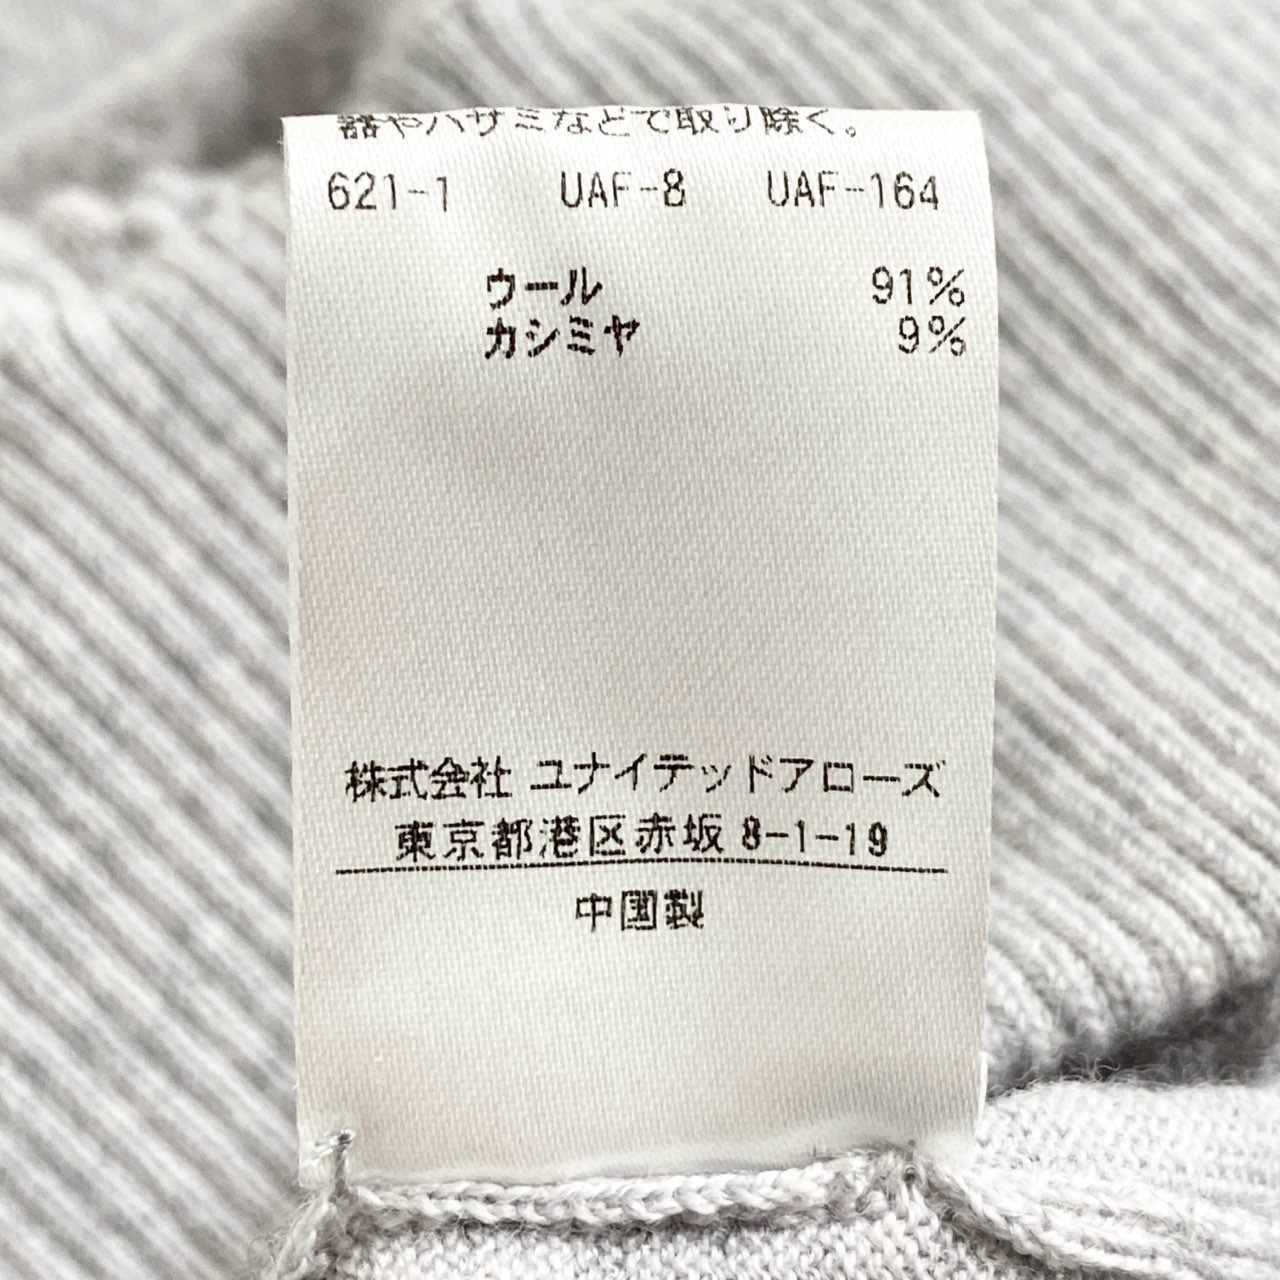 器やハサミなどで取り除く。
621-1 UAF-8 UAF-164
ウール 91%
カシミヤ 9%
株式会社 ユナイテッドアローズ
東京都港区赤坂 8-1-19
中国製